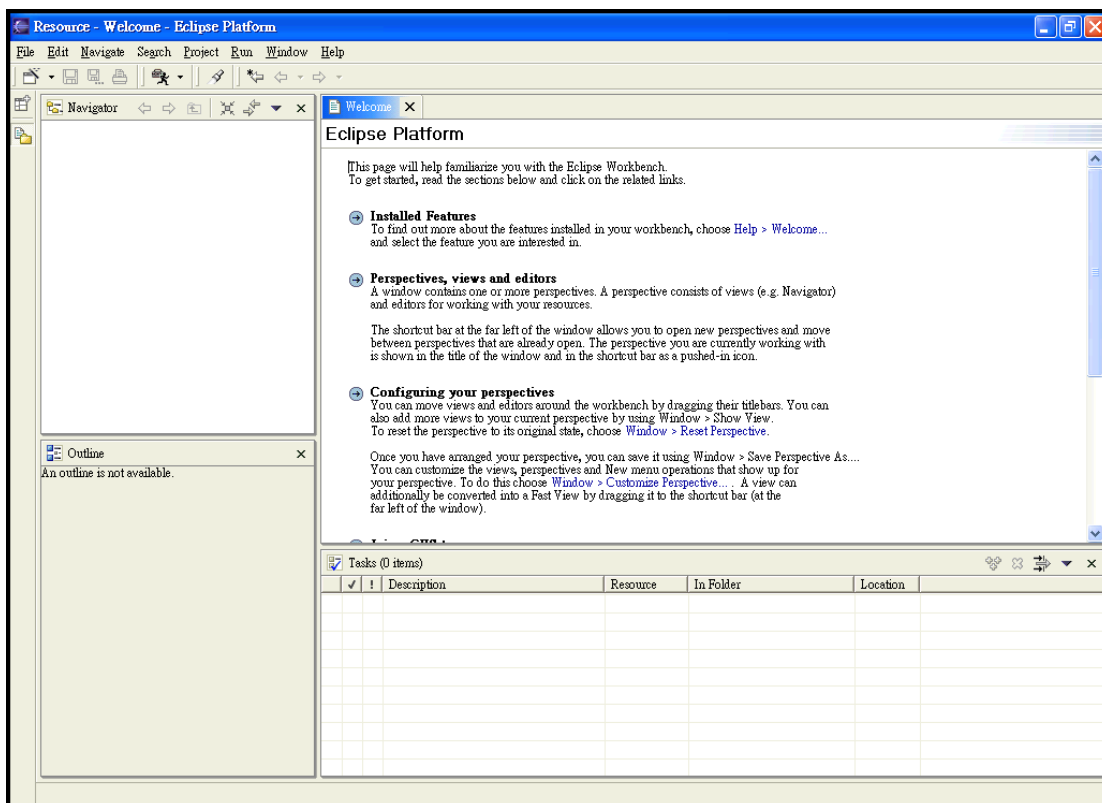 Resource - Welcome - Eclipse Platform
File Edit Navigate Search Project Run Window Help
Navigator
Welcome
Eclipse Platform
This page will help familiarize you with the Eclipse Workbench.
To get started, read the sections below and click on the related links.
Installed Features
To find out more about the features installed in your workbench, choose Help > Welcome...
and select the feature you are interested in.
Perspectives, views and editors
A window contains one or more perspectives. A perspective consists of views (e.g. Navigator)
and editors for working with your resources.
The shortcut bar at the far left of the window allows you to open new perspectives and move
between perspectives that are already open. The perspective you are currently working with
is shown in the title of the window and in the shortcut bar as a pushed-in icon.
Configuring your perspectives
You can move views and editors around the workbench by dragging their titlebars. You can
also add more views to your current perspective by using Window > Show View.
To reset the perspective to its original state, choose Window > Reset Perspective.
Once you have arranged your perspective, you can save it using Window > Save Perspective As....
You can customize the views, perspectives and New menu operations that show up for
your perspective. To do this choose Window > Customize Perspective... . A view can
additionally be converted into a Fast View by dragging it to the shortcut bar (at the
far left of the window).
Outline
An outline is not available.
Tasks (0 items)
! Description Resource In Folder Location